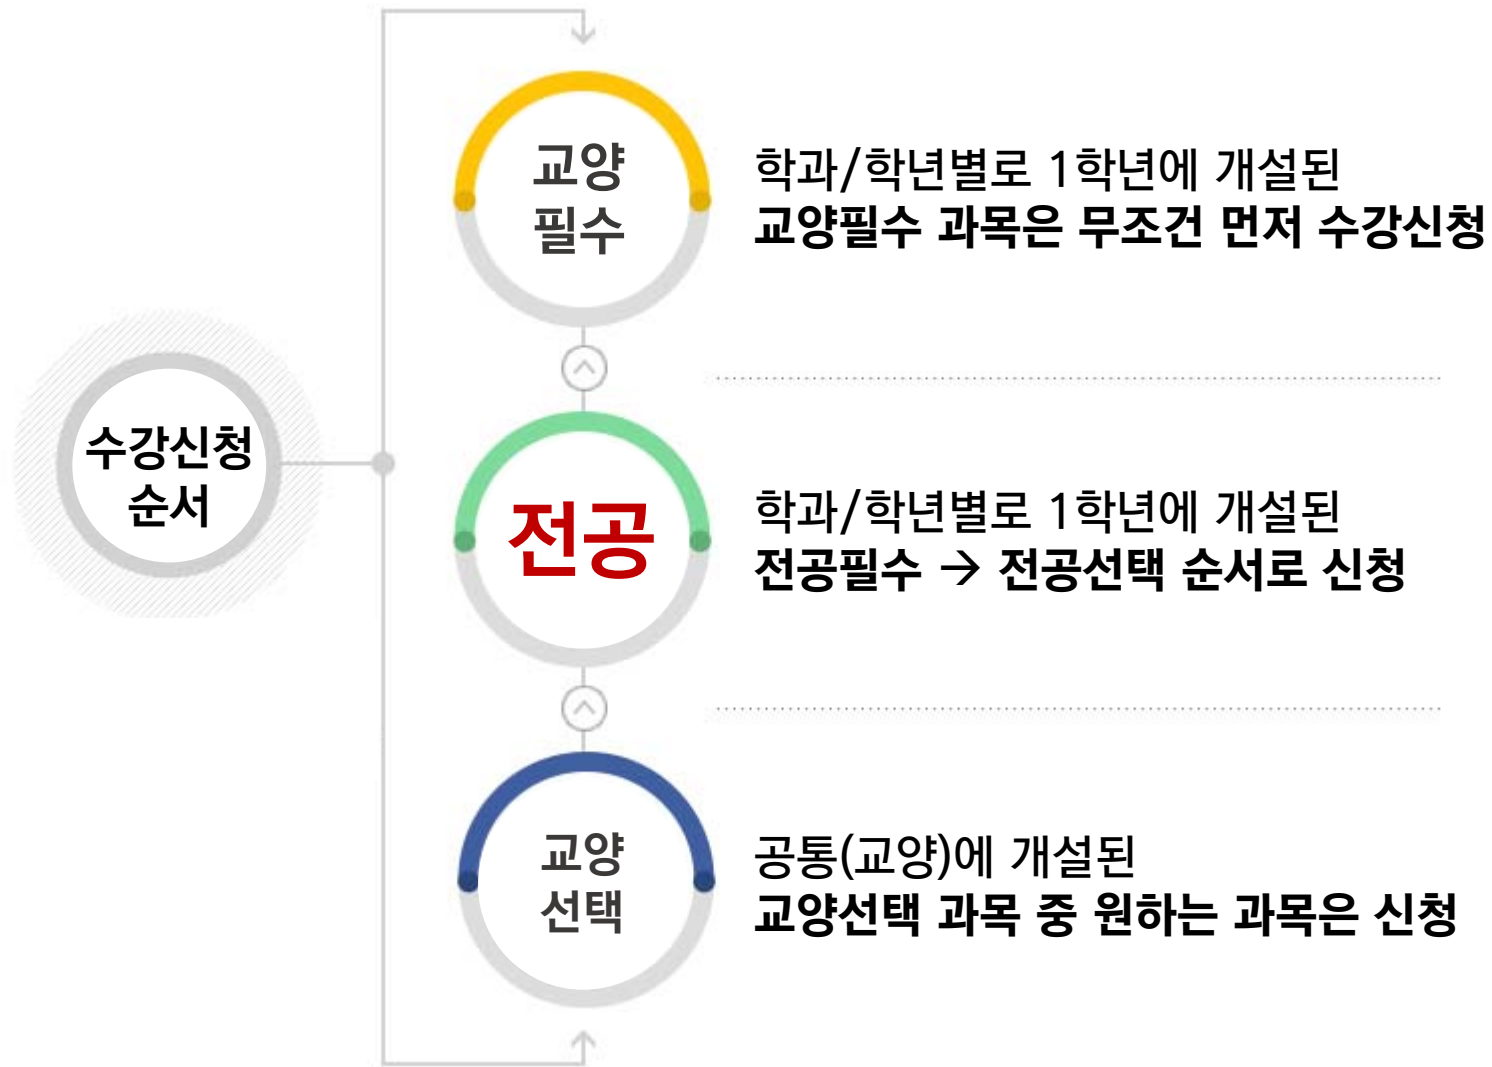 수강신청
순서
교양
필수
학과/학년별로 1학년에 개설된
교양필수 과목은 무조건 먼저 수강신청
전공
학과/학년별로 1학년에 개설된
전공필수 → 전공선택 순서로 신청
교양
선택
공통(교양)에 개설된
교양선택 과목 중 원하는 과목은 신청